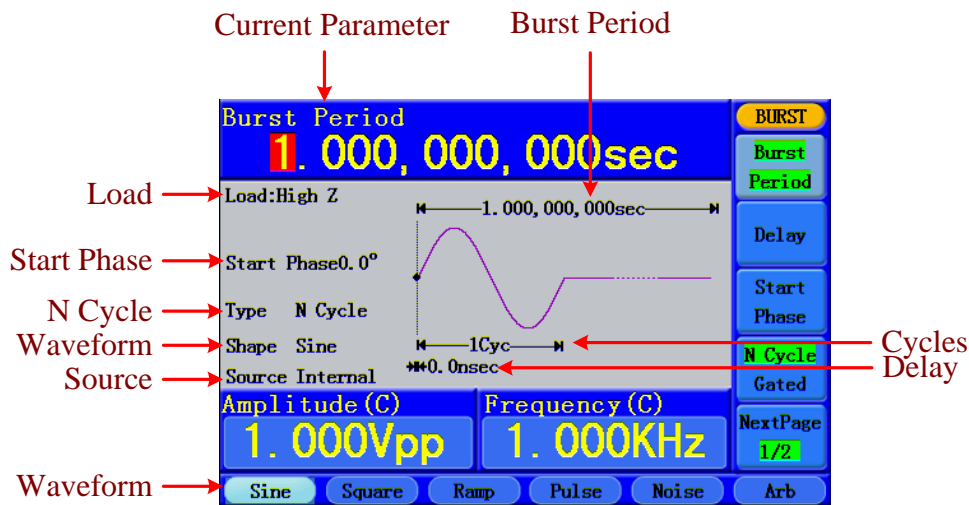 Current Parameter
Burst Period
Burst Period
1.000,000,000sec
BURST
Burst
Period
Load
Load:High Z
1.000,000,000sec
Delay
Start Phase
Start Phase0.0°
Start
Phase
N Cycle
Type N Cycle
Waveform
Shape Sine
1Cyc
Cycles
N Cycle
Gated
Source
Source Internal
0.0nsec
Delay
Amplitude(C)
1.000Vpp
Frequency(C)
1.000KHz
NextPage
1/2
Waveform
Sine
Square
Ramp
Pulse
Noise
Arb